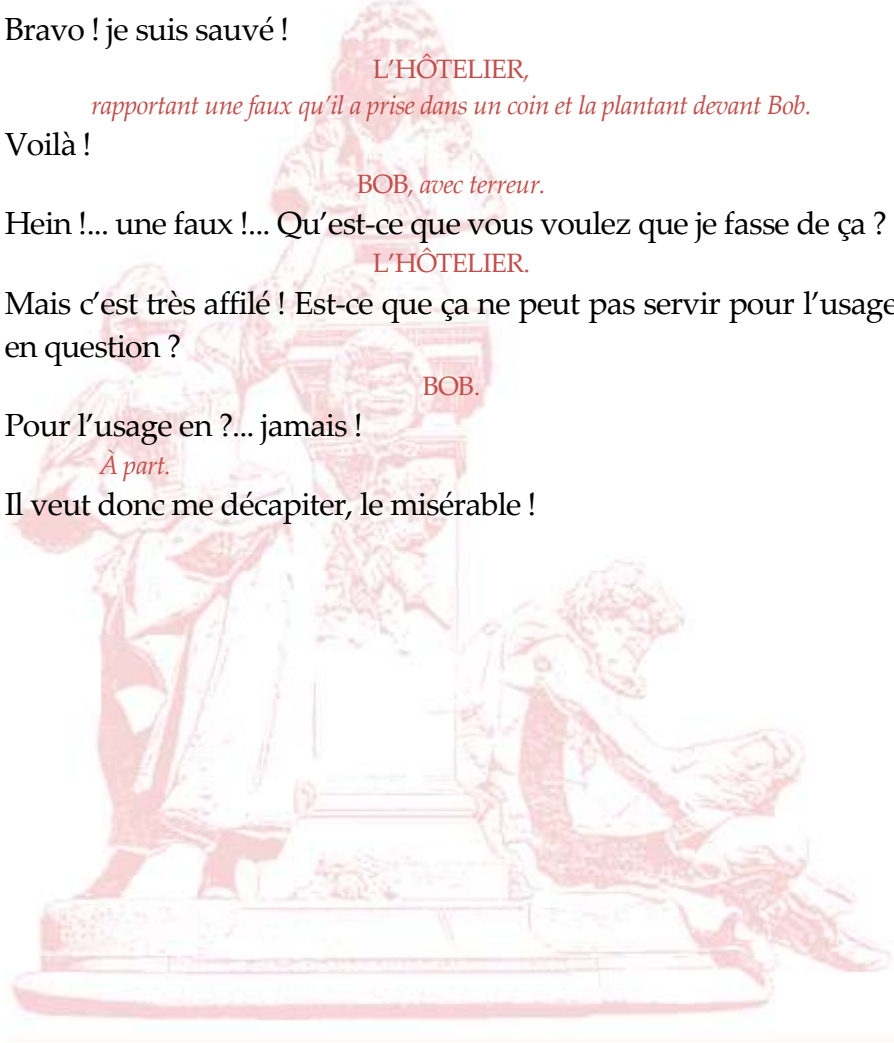 Bravo ! je suis sauvé !
L’HÔTELIER,
rapportant une faux qu’il a prise dans un coin et la plantant devant Bob.
Voilà !
BOB, avec terreur.
Hein !... une faux !... Qu’est-ce que vous voulez que je fasse de ça ?
L’HÔTELIER.
Mais c’est très affilé ! Est-ce que ça ne peut pas servir pour l’usage
en question ?
BOB.
Pour l’usage en ?... jamais !
À part.
Il veut donc me décapiter, le misérable !